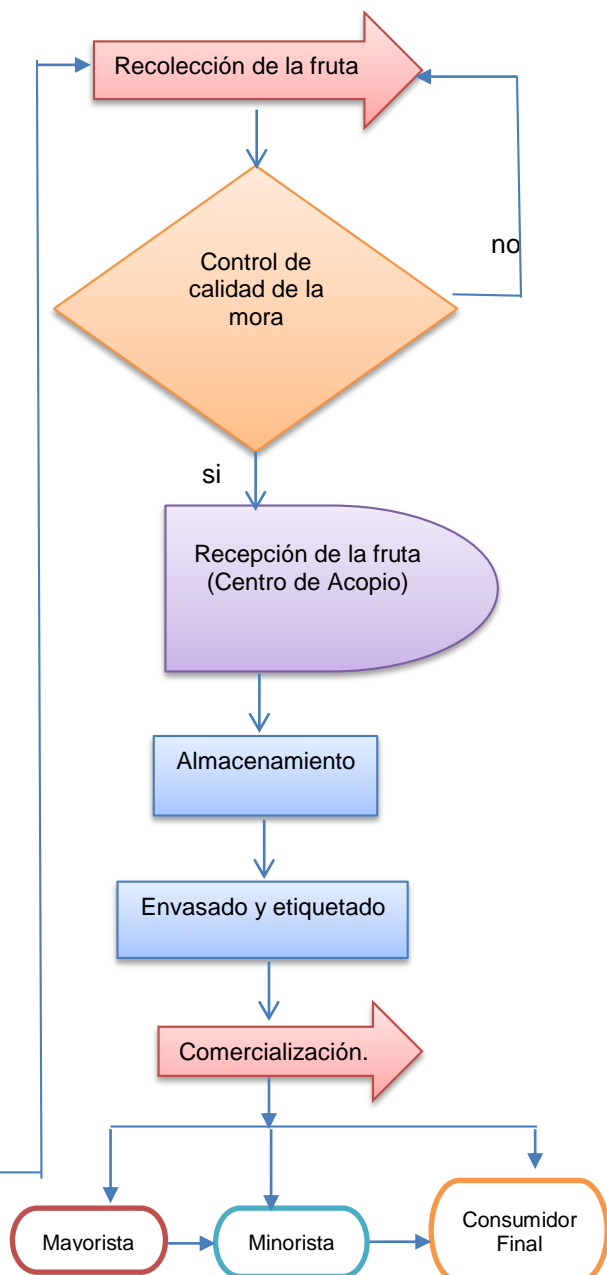 Recolección de la fruta
no
Control de
calidad de la
mora
si
Recepción de la fruta
(Centro de Acopio)
Almacenamiento
Envasado y etiquetado
Comercialización.
Mayorista
Minorista
Consumidor
Final